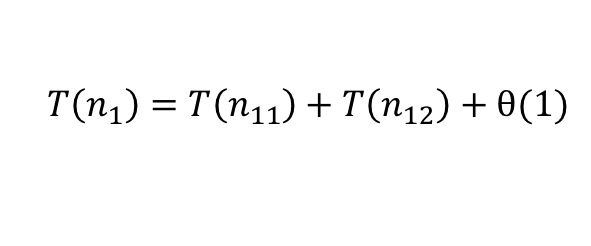 T(n₁) = T(n₁₁) + T(n₁₂) + θ(1)